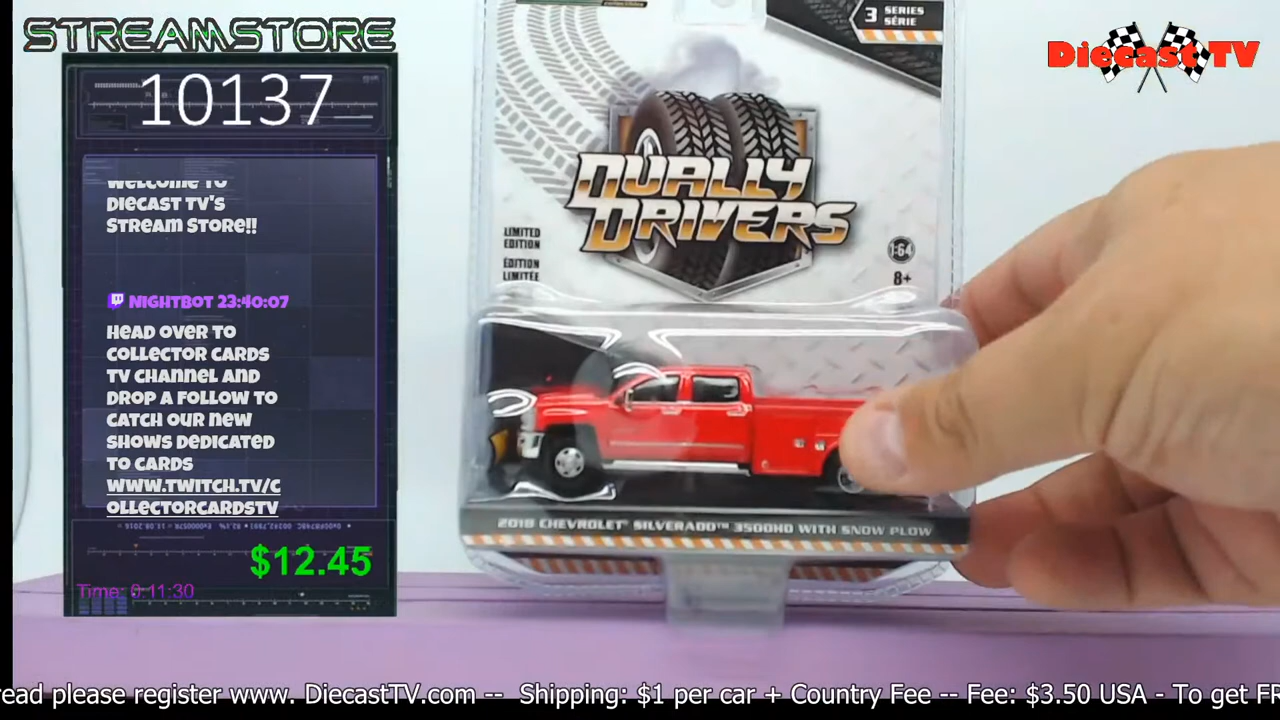 STREAMSTORE
10137
WELCOME TO
DIECAST TV'S
STREAM STORE!!
NIGHTBOT 23:40:07
HEAD OVER TO
COLLECTOR CARDS
TV CHANNEL AND
DROP A FOLLOW TO
CATCH OUR NEW
SHOWS DEDICATED
TO CARDS
WWW.TWITCH.TV/C
OLLECTORCARDSTV
$12.45
Time: 0:11:30
3 SERIES
SÉRIE
Diecast TV
DUALLY
DRIVERS
LIMITED
EDITION
ÉDITION
LIMITÉE
1:64
8+
2018 CHEVROLET® SILVERADO™ 3500HD WITH SNOW PLOW
read please register www. DiecastTV.com -- Shipping: $1 per car + Country Fee -- Fee: $3.50 USA - To get FR